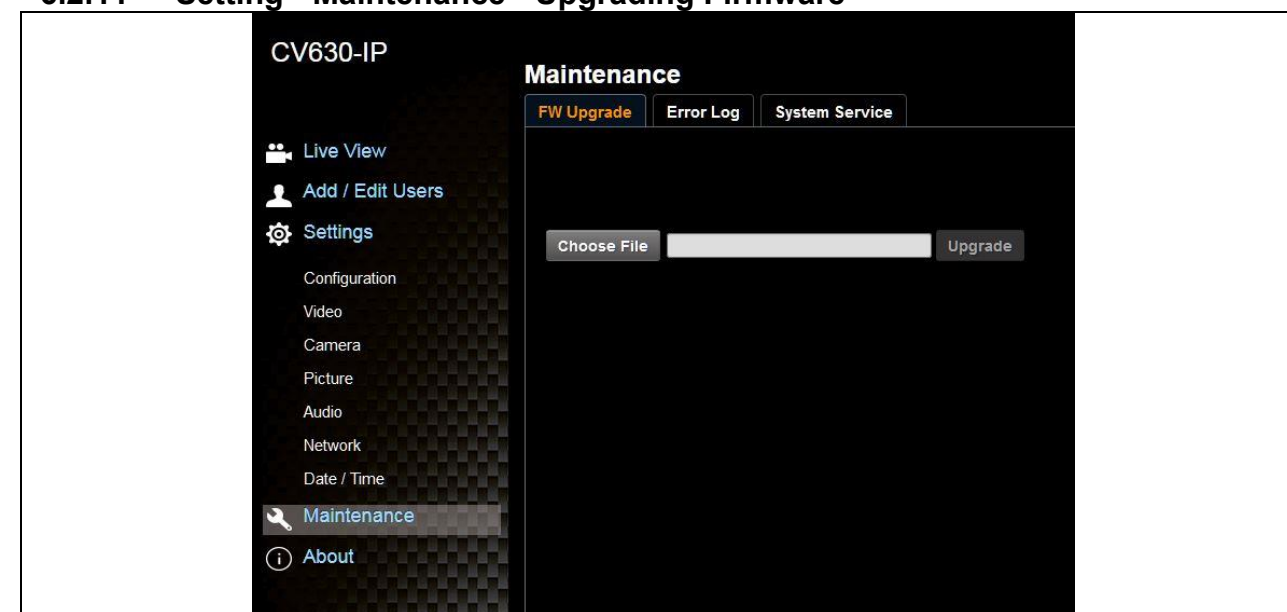 Setting - Maintenance - Upgrading Firmware
CV630-IP
Maintenance
FW Upgrade
Error Log
System Service
Live View
Add / Edit Users
Settings
Choose File
Upgrade
Configuration
Video
Camera
Picture
Audio
Network
Date / Time
Maintenance
About